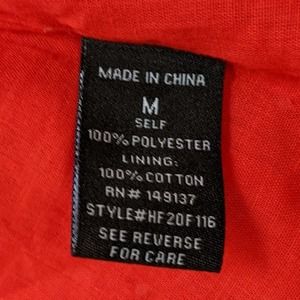 MADE IN CHINA
M
SELF
100% POLYESTER
LINING:
100% COTTON
RN# 149137
STYLE#HF20F116
SEE REVERSE
FOR CARE